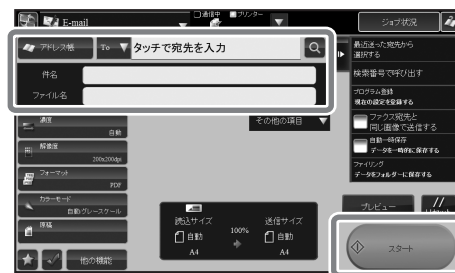 E-mail
通信中
プリンター
ジョブ状況
アドレス帳
To
タッチで宛先を入力
件名
ファイル名
最近送った宛先から
選択する
検索番号で呼び出す
プログラム登録
現在の設定を登録する
ファクス宛先と
同じ画像で送信する
自動一時保存
データを一時的に保存する
ファイリング
データをフォルダーに保存する
濃度
自動
解像度
200x200dpi
フォーマット
PDF
カラーモード
自動/グレースケール
原稿
他の機能
その他の項目
読込サイズ
自動
A4
100%
送信サイズ
自動
A4
プレビュー
スタート